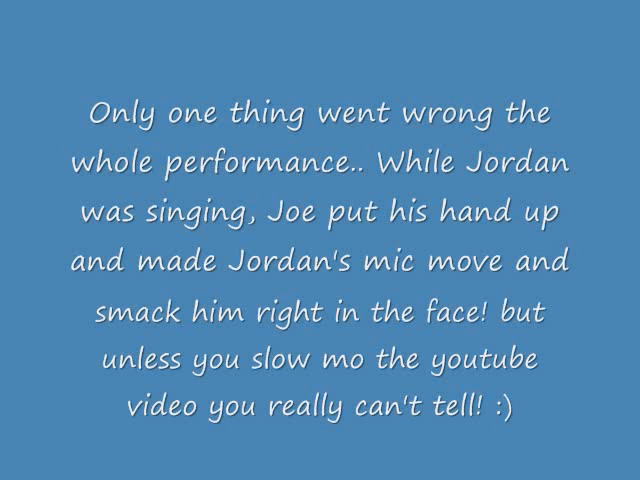 Only one thing went wrong the
whole performance.. While Jordan
was singing, Joe put his hand up
and made Jordan's mic move and
smack him right in the face! but
unless you slow mo the youtube
video you really can't tell! :)